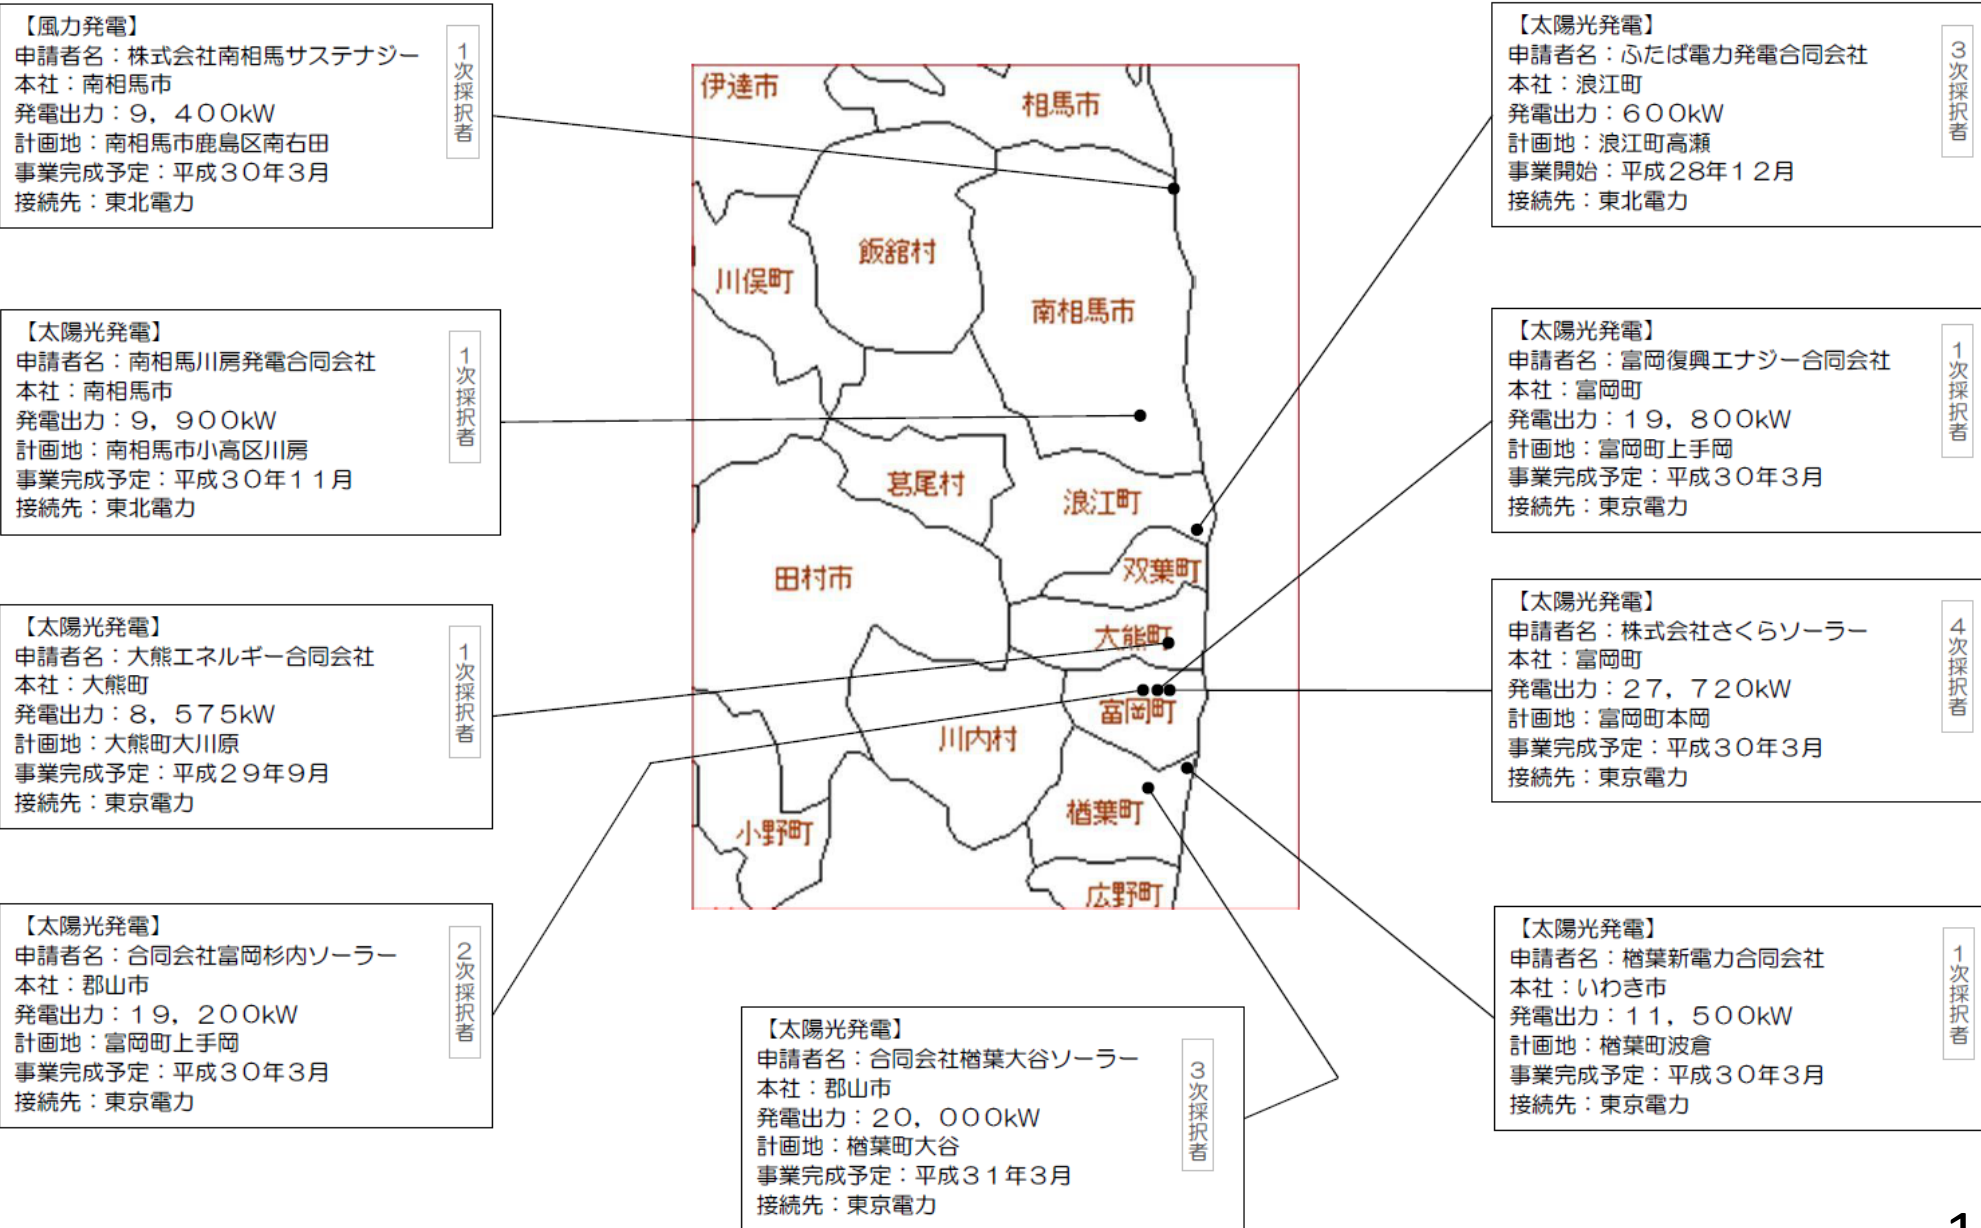 【風力発電】
申請者名：株式会社南相馬サステナジー
本社：南相馬市
発電出力：９，４００kW
計画地：南相馬市鹿島区南右田
事業完成予定：平成３０年３月
接続先：東北電力
１次採択者
【太陽光発電】
申請者名：南相馬川房発電合同会社
本社：南相馬市
発電出力：９，９００kW
計画地：南相馬市小高区川房
事業完成予定：平成３０年１１月
接続先：東北電力
１次採択者
【太陽光発電】
申請者名：大熊エネルギー合同会社
本社：大熊町
発電出力：８，５７５kW
計画地：大熊町大川原
事業完成予定：平成２９年９月
接続先：東京電力
１次採択者
【太陽光発電】
申請者名：合同会社富岡杉内ソーラー
本社：郡山市
発電出力：１９，２００kW
計画地：富岡町上手岡
事業完成予定：平成３０年３月
接続先：東京電力
２次採択者
伊達市
相馬市
飯舘村
川俣町
南相馬市
葛尾村
浪江町
双葉町
田村市
大熊町
富岡町
川内村
楢葉町
小野町
広野町
【太陽光発電】
申請者名：合同会社楢葉大谷ソーラー
本社：郡山市
発電出力：２０，０００kW
計画地：楢葉町大谷
事業完成予定：平成３１年３月
接続先：東京電力
３次採択者
【太陽光発電】
申請者名：ふたば電力発電合同会社
本社：浪江町
発電出力：６００kW
計画地：浪江町高瀬
事業開始：平成28年１２月
接続先：東北電力
３次採択者
【太陽光発電】
申請者名：富岡復興エナジー合同会社
本社：富岡町
発電出力：１９，８００kW
計画地：富岡町上手岡
事業完成予定：平成３０年３月
接続先：東京電力
１次採択者
【太陽光発電】
申請者名：株式会社さくらソーラー
本社：富岡町
発電出力：２７，７２０kW
計画地：富岡町本岡
事業完成予定：平成３０年３月
接続先：東京電力
４次採択者
【太陽光発電】
申請者名：楢葉新電力合同会社
本社：いわき市
発電出力：１１，５００kW
計画地：楢葉町波倉
事業完成予定：平成３０年３月
接続先：東京電力
１次採択者